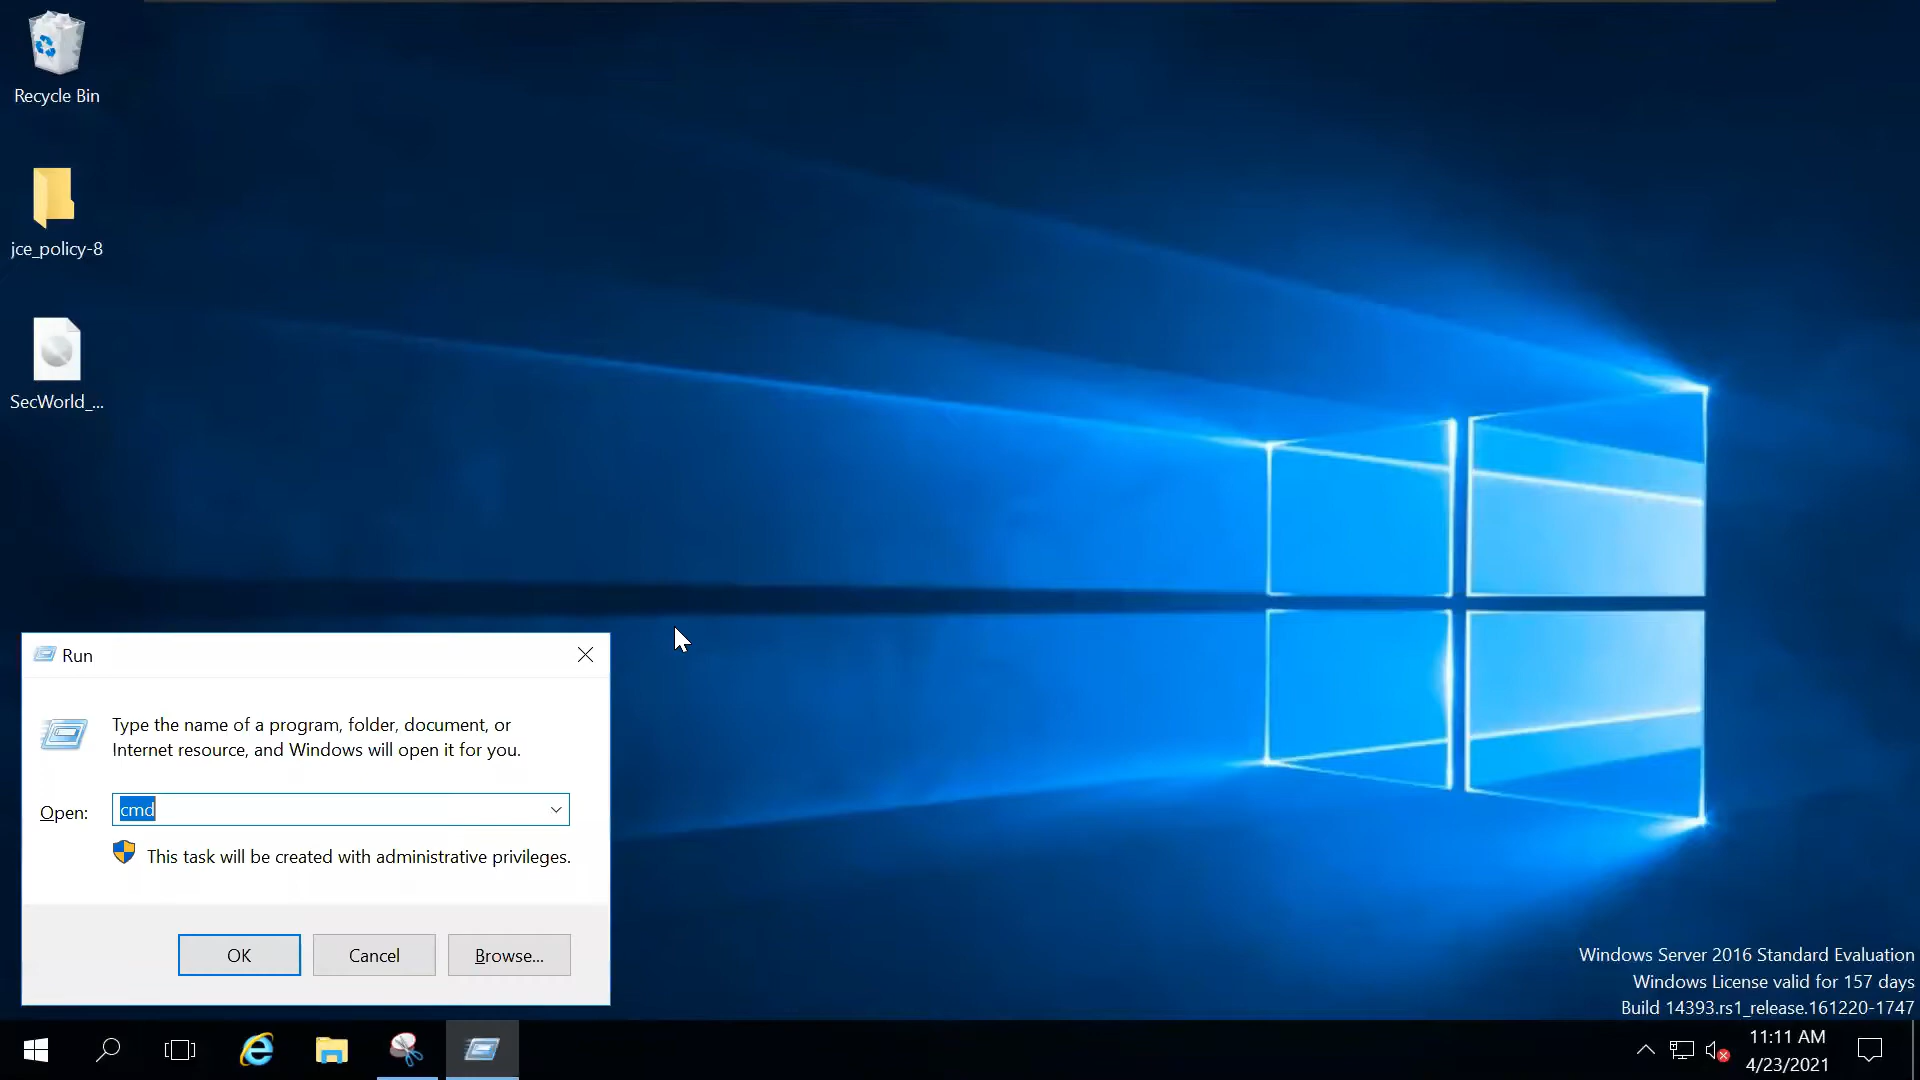 Recycle Bin
jce_policy-8
SecWorld_...
Run
Type the name of a program, folder, document, or
Internet resource, and Windows will open it for you.
Open:
cmd
This task will be created with administrative privileges.
OK
Cancel
Browse...
Windows Server 2016 Standard Evaluation
Windows License valid for 157 days
Build 14393.rs1_release.161220-1747
11:11 AM
4/23/2021